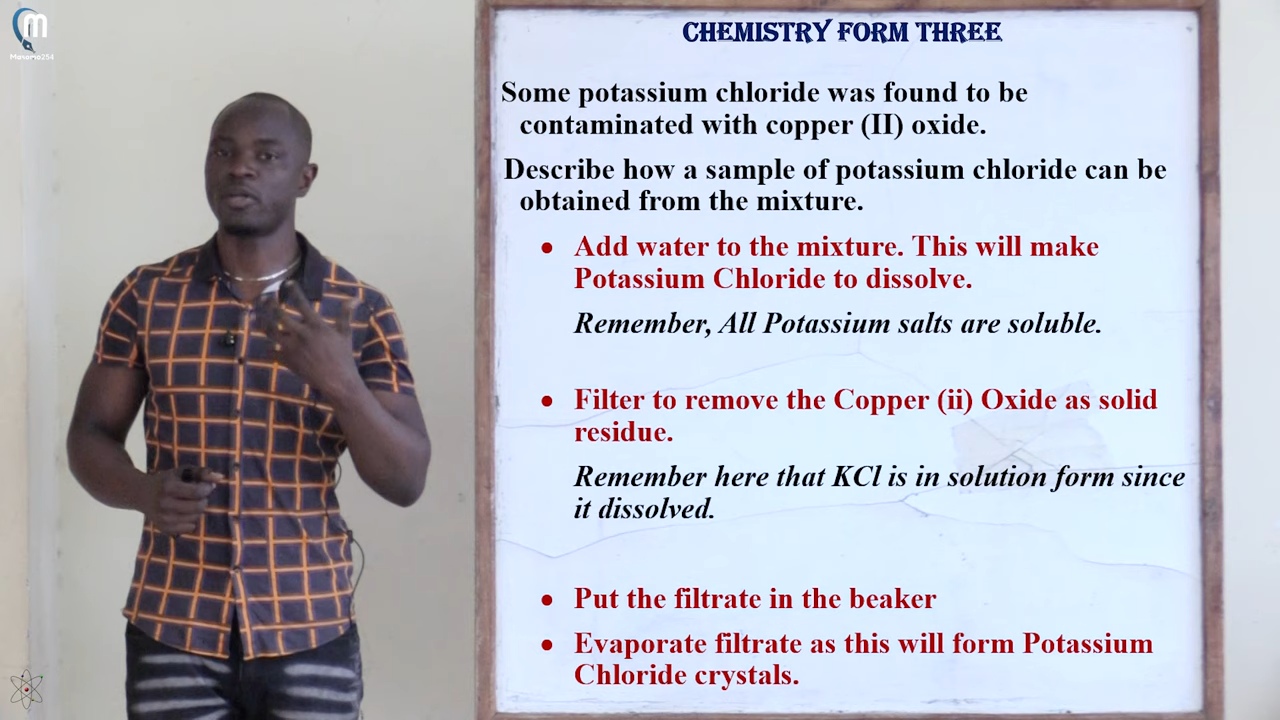 m
Musomo254
CHEMISTRY FORM THREE
Some potassium chloride was found to be
contaminated with copper (II) oxide.
Describe how a sample of potassium chloride can be
obtained from the mixture.
• Add water to the mixture. This will make
Potassium Chloride to dissolve.
Remember, All Potassium salts are soluble.
• Filter to remove the Copper (ii) Oxide as solid
residue.
Remember here that KCl is in solution form since
it dissolved.
• Put the filtrate in the beaker
• Evaporate filtrate as this will form Potassium
Chloride crystals.